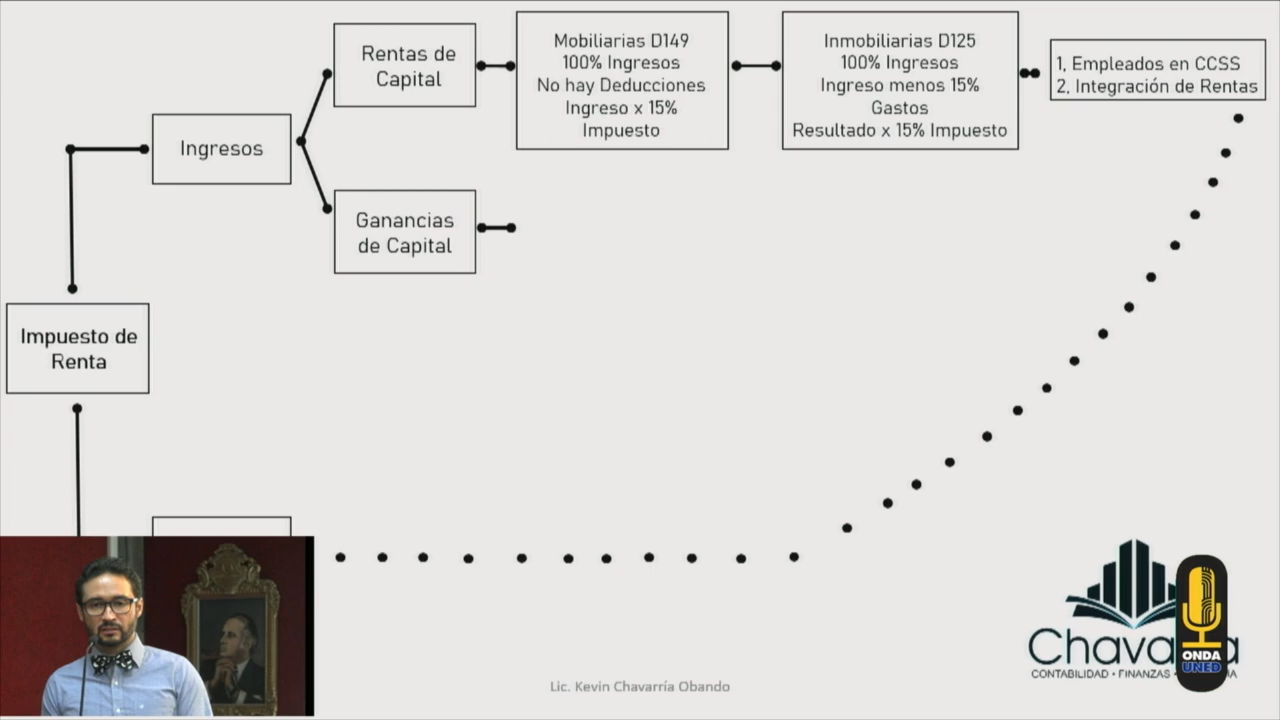 Rentas de
Capital
Mobiliarias D149
100% Ingresos
No hay Deducciones
Ingreso x 15%
Impuesto
Inmobiliarias D125
100% Ingresos
Ingreso menos 15%
Gastos
Resultado x 15% Impuesto
1, Empleados en CCSS
2, Integración de Rentas
Ingresos
Ganancias
de Capital
Impuesto de
Renta
Lic. Kevin Chavarría Obando
CONTABILIDAD • FINANZAS •
ONDA
UNED